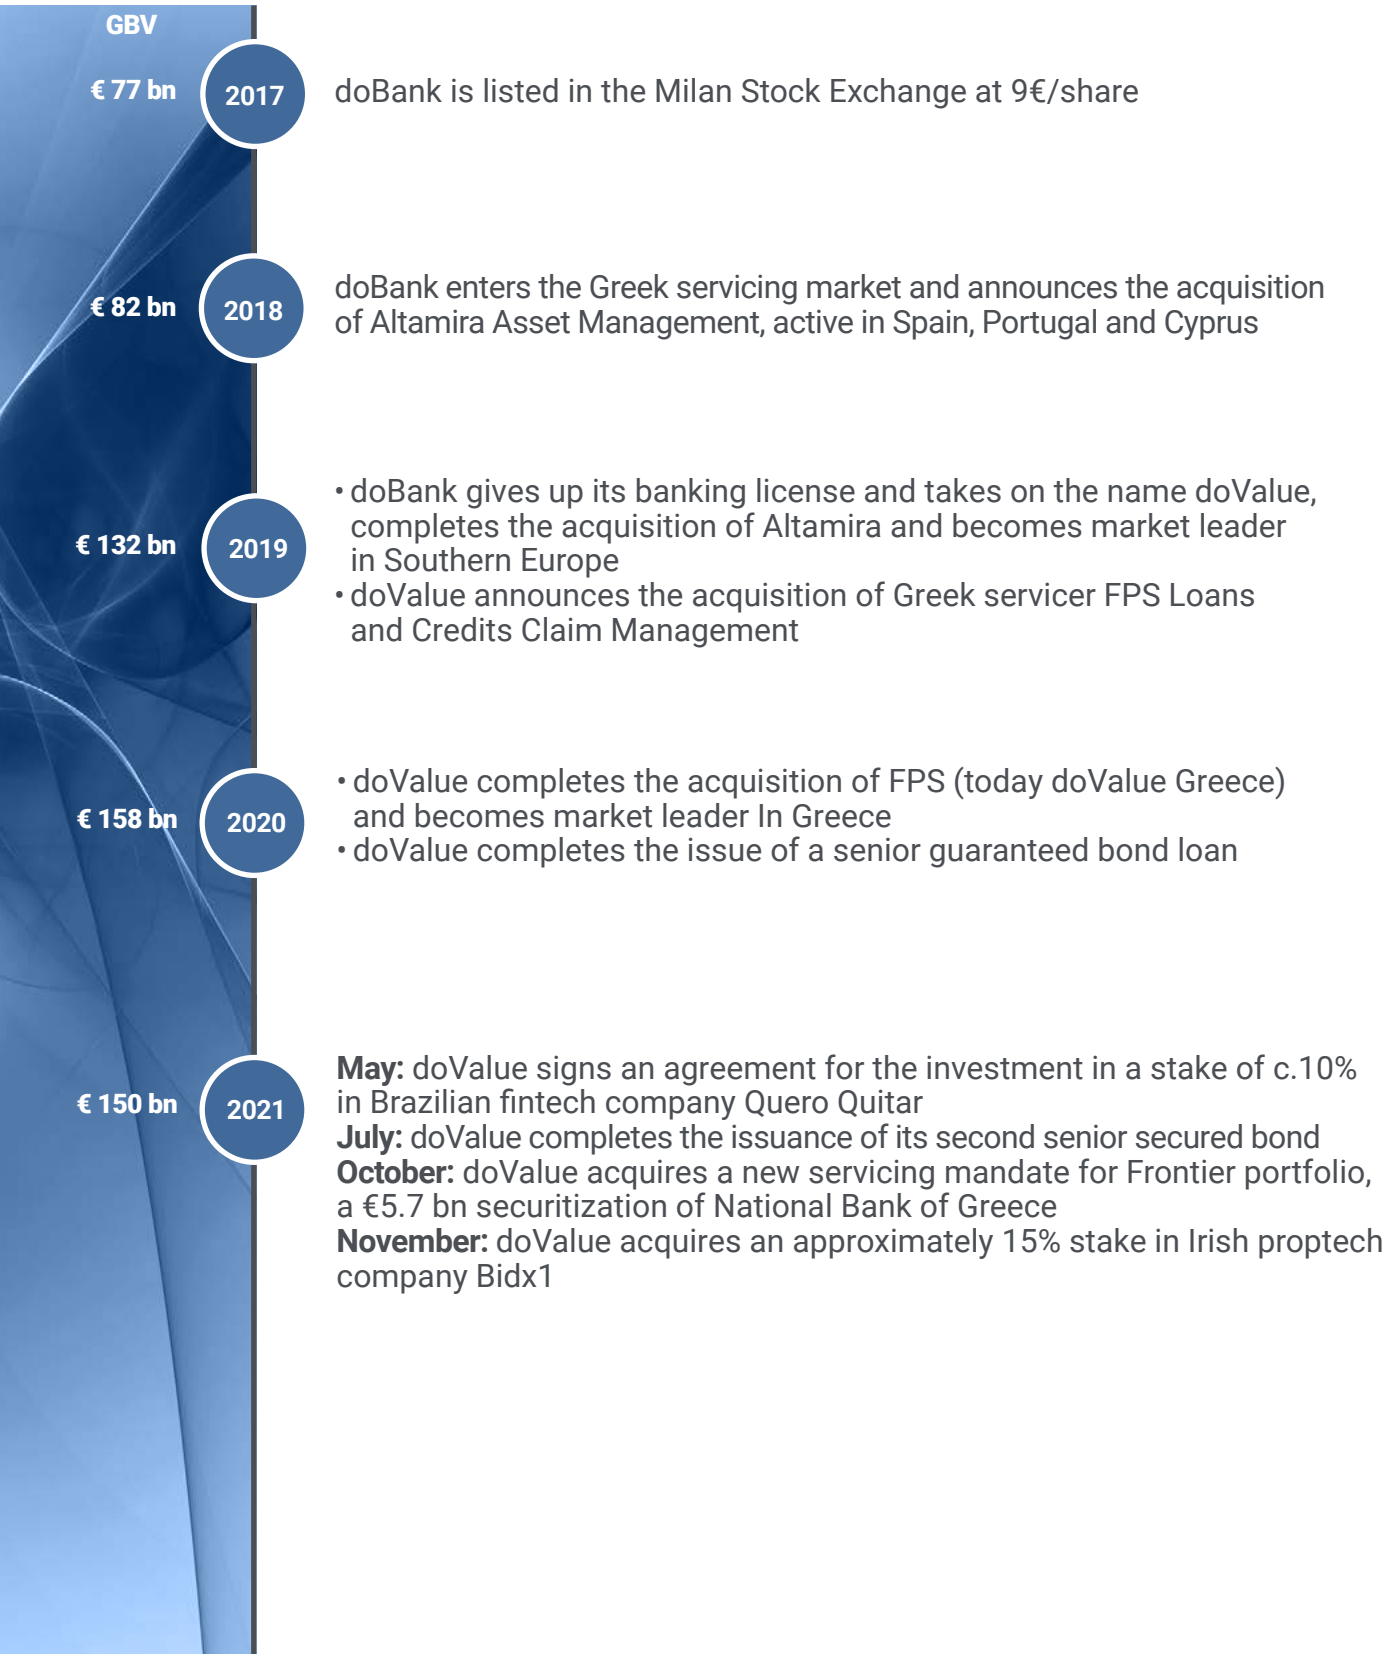 GBV
€ 77 bn
2017
doBank is listed in the Milan Stock Exchange at 9€/share
€ 82 bn
2018
doBank enters the Greek servicing market and announces the acquisition
of Altamira Asset Management, active in Spain, Portugal and Cyprus
€ 132 bn
2019
• doBank gives up its banking license and takes on the name doValue,
completes the acquisition of Altamira and becomes market leader
in Southern Europe
• doValue announces the acquisition of Greek servicer FPS Loans
and Credits Claim Management
€ 158 bn
2020
• doValue completes the acquisition of FPS (today doValue Greece)
and becomes market leader In Greece
• doValue completes the issue of a senior guaranteed bond loan
€ 150 bn
2021
May: doValue signs an agreement for the investment in a stake of c.10%
in Brazilian fintech company Quero Quitar
July: doValue completes the issuance of its second senior secured bond
October: doValue acquires a new servicing mandate for Frontier portfolio,
a €5.7 bn securitization of National Bank of Greece
November: doValue acquires an approximately 15% stake in Irish proptech
company Bidx1